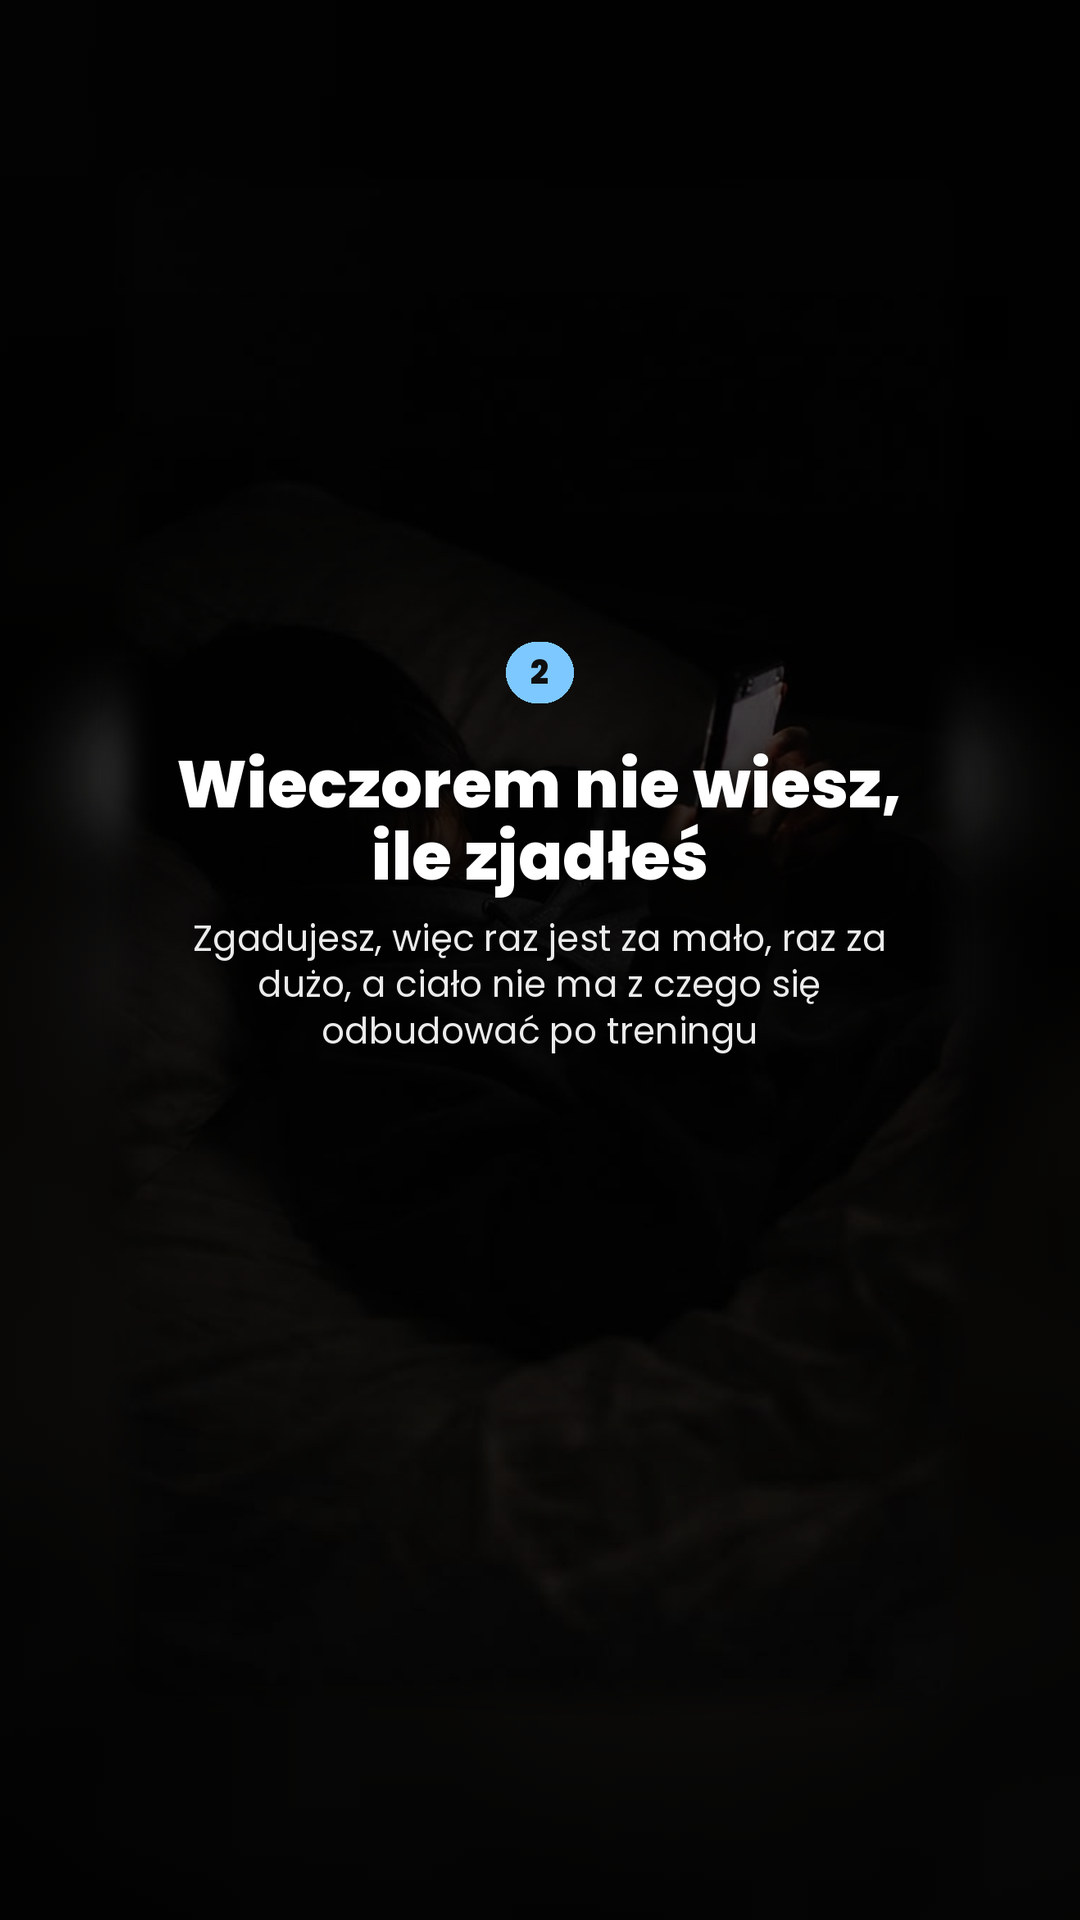 2
Wieczorem nie wiesz,
ile zjadłeś
Zgadujesz, więc raz jest za mało, raz za
dużo, a ciało nie ma z czego się
odbudować po treningu